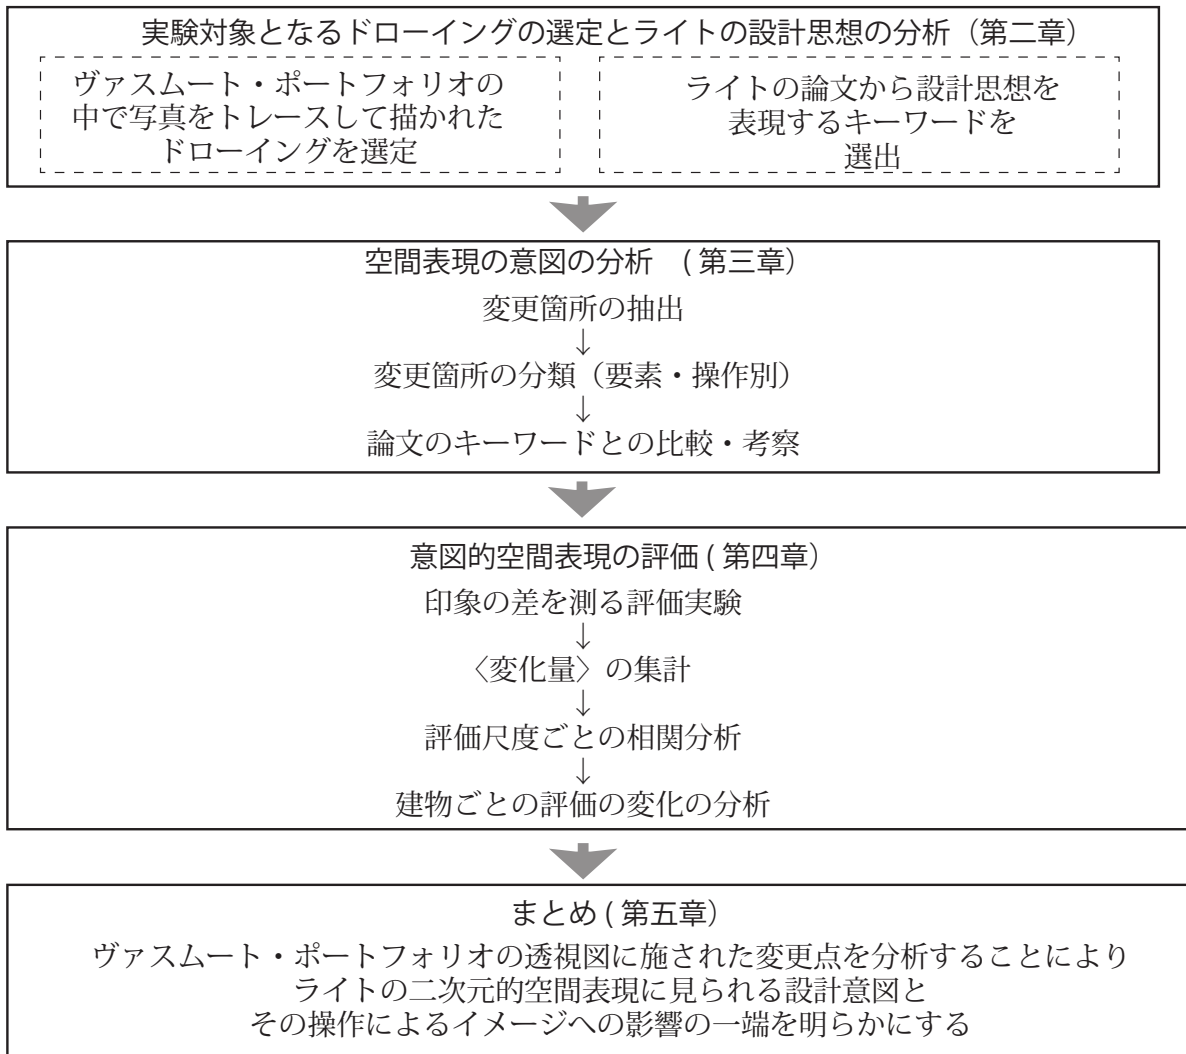 実験対象となるドローイングの選定とライトの設計思想の分析（第二章）
ヴァスムート・ポートフォリオの
中で写真をトレースして描かれた
ドローイングを選定
ライトの論文から設計思想を
表現するキーワードを
選出
空間表現の意図の分析　( 第三章）
変更箇所の抽出
↓
変更箇所の分類（要素・操作別）
↓
論文のキーワードとの比較・考察
意図的空間表現の評価 ( 第四章）
印象の差を測る評価実験
↓
〈変化量〉の集計
↓
評価尺度ごとの相関分析
↓
建物ごとの評価の変化の分析
まとめ ( 第五章）
ヴァスムート・ポートフォリオの透視図に施された変更点を分析することにより
ライトの二次元的空間表現に見られる設計意図と
その操作によるイメージへの影響の一端を明らかにする